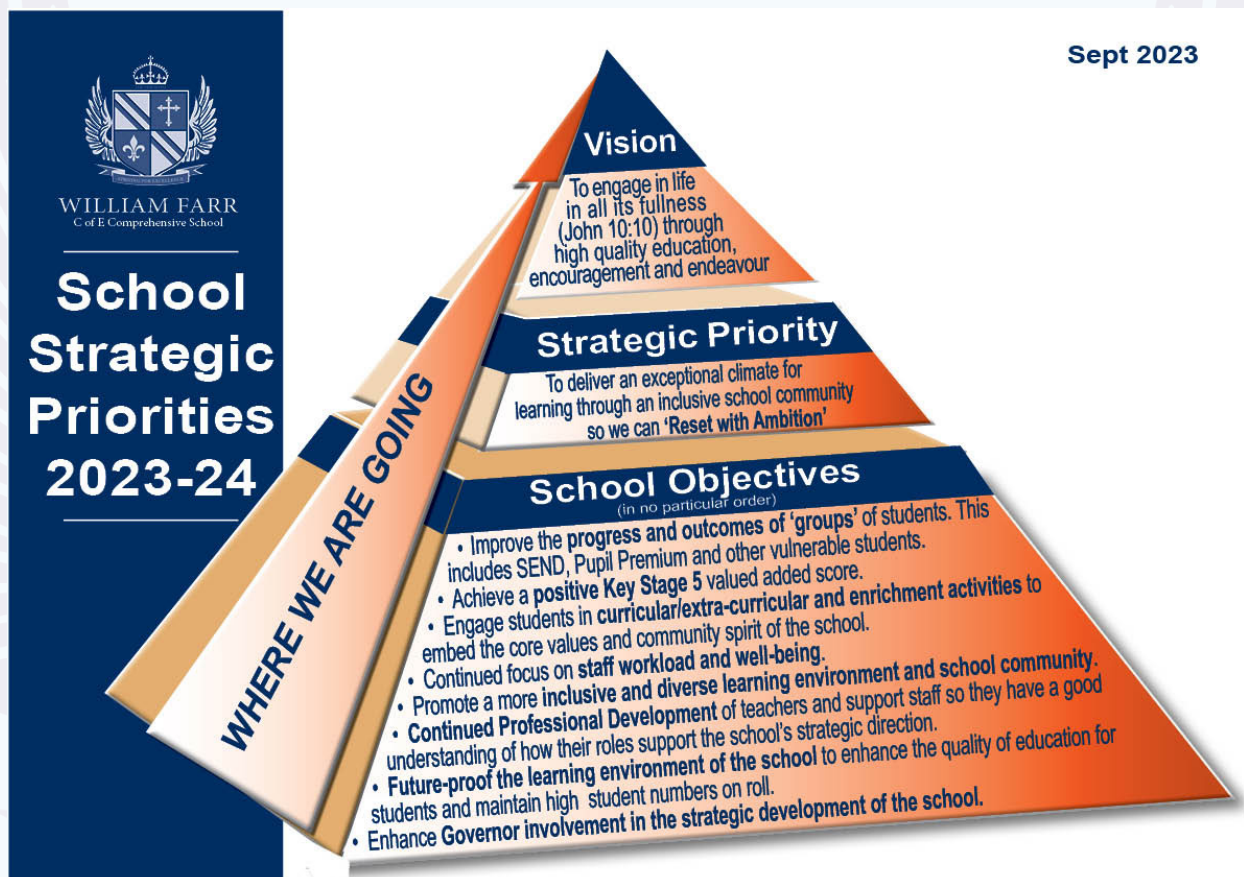 WILLIAM FARR
C of E Comprehensive School
School
Strategic
Priorities
2023-24
Sept 2023
WHERE WE ARE GOING
Vision
To engage in life
in all its fullness
(John 10:10) through
high quality education,
encouragement and endeavour
Strategic Priority
To deliver an exceptional climate for
learning through an inclusive school community
so we can ‘Reset with Ambition’
School Objectives
(in no particular order)
• Improve the progress and outcomes of ‘groups’ of students. This
includes SEND, Pupil Premium and other vulnerable students.
• Achieve a positive Key Stage 5 valued added score.
• Engage students in curricular/extra-curricular and enrichment activities to
embed the core values and community spirit of the school.
• Continued focus on staff workload and well-being.
• Promote a more inclusive and diverse learning environment and school community.
• Continued Professional Development of teachers and support staff so they have a good
understanding of how their roles support the school’s strategic direction.
• Future-proof the learning environment of the school to enhance the quality of education for
students and maintain high student numbers on roll.
• Enhance Governor involvement in the strategic development of the school.